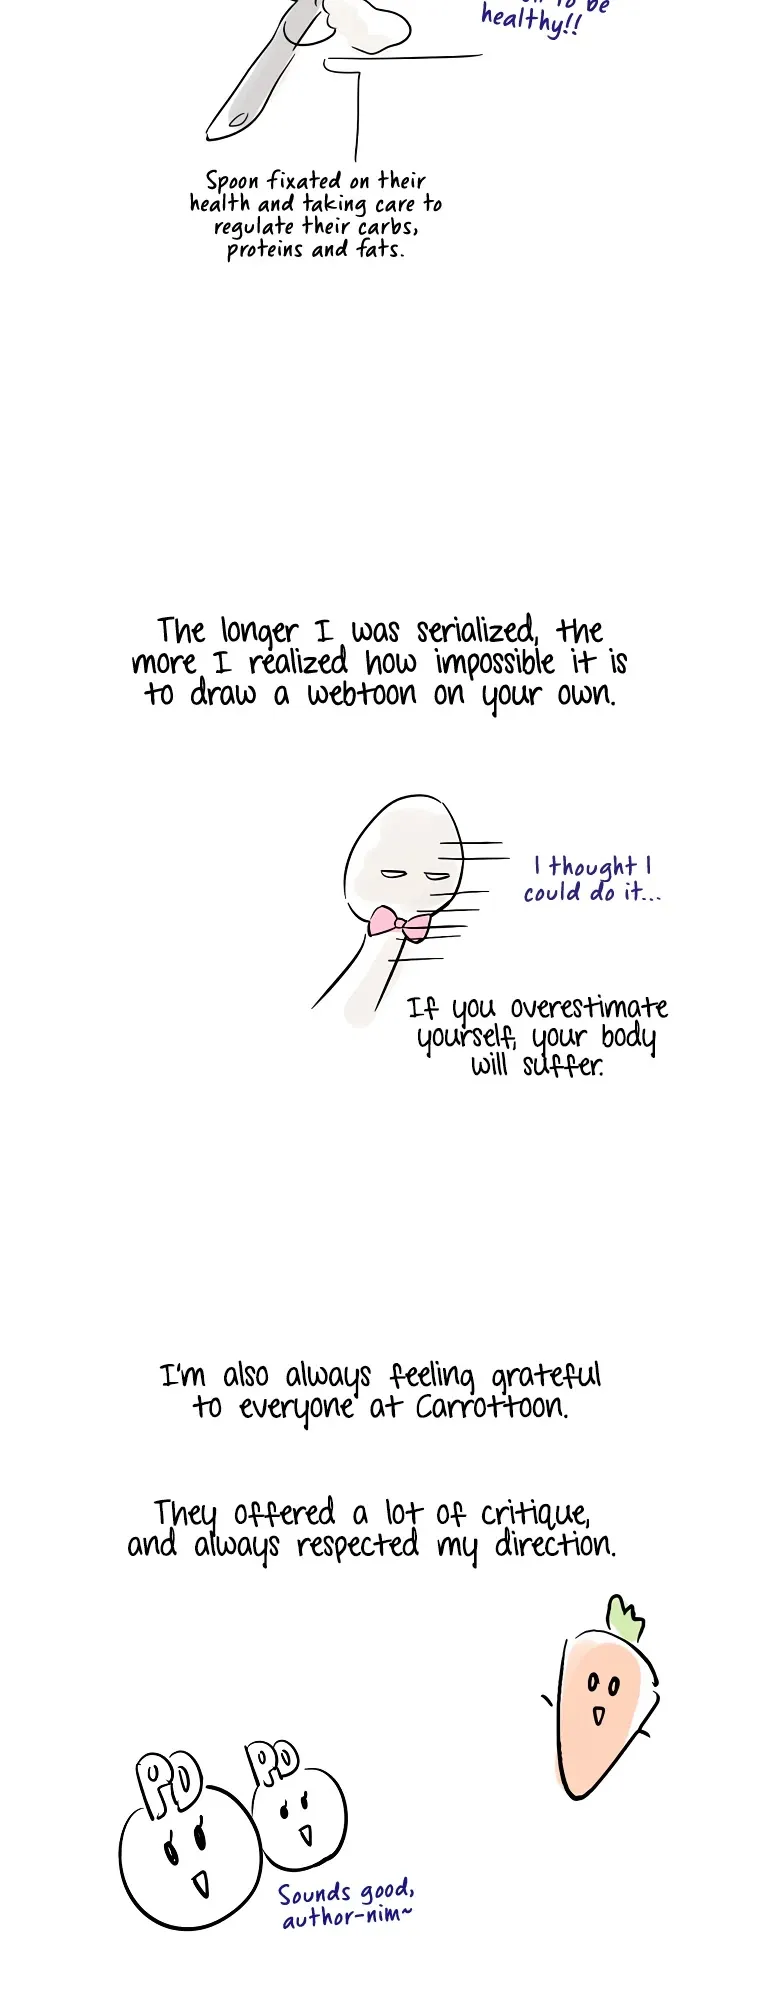 to be
healthy!!
Spoon fixated on their
health and taking care to
regulate their carbs,
proteins and fats.
The longer I was serialized, the
more I realized how impossible it is
to draw a webtoon on your own.
I thought I
could do it...
If you overestimate
yourself, your body
will suffer.
I'm also always feeling grateful
to everyone at Carrottoon.
They offered a lot of critique,
and always respected my direction.
PD
PD
Sounds good,
author-nim~